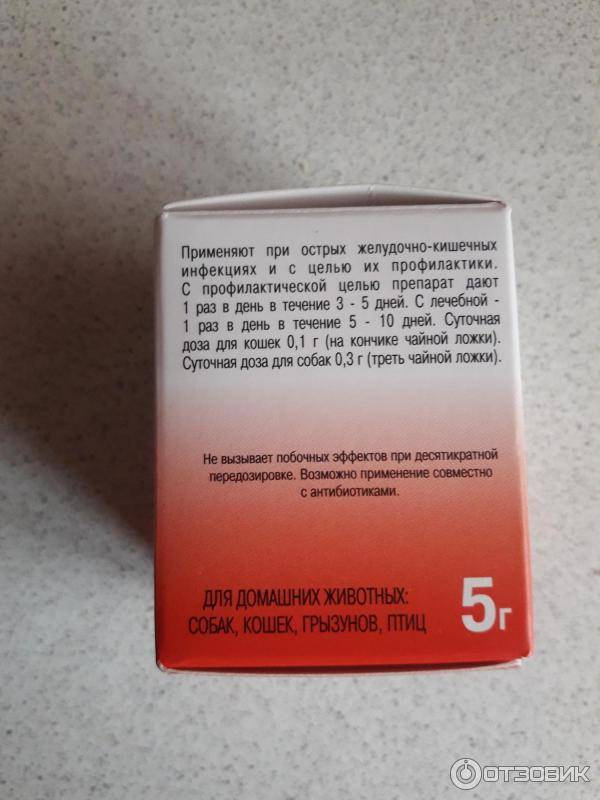 Применяют при острых желудочно-кишечных
инфекциях и с целью их профилактики.
С профилактической целью препарат дают
1 раз в день в течение 3 - 5 дней. С лечебной -
1 раз в день в течение 5 - 10 дней. Суточная
доза для кошек 0,1 г (на кончике чайной ложки).
Суточная доза для собак 0,3 г (треть чайной ложки).
Не вызывает побочных эффектов при десятикратной
передозировке. Возможно применение совместно
с антибиотиками.
ДЛЯ ДОМАШНИХ ЖИВОТНЫХ:
СОБАК, КОШЕК, ГРЫЗУНОВ, ПТИЦ
5г
ОТЗОВИК